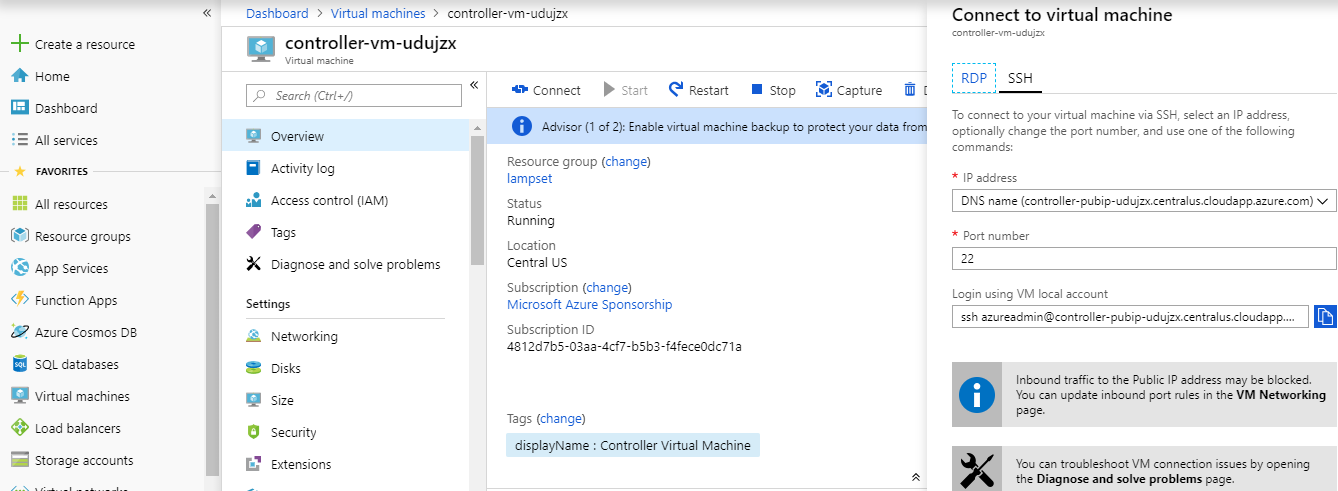 «
Create a resource
Home
Dashboard
All services
FAVORITES
All resources
Resource groups
App Services
Function Apps
Azure Cosmos DB
SQL databases
Virtual machines
Load balancers
Storage accounts
Virtual networks
Dashboard > Virtual machines > controller-vm-udujzx
controller-vm-udujzx
Virtual machine
Search (Ctrl+/)
«
Overview
Activity log
Access control (IAM)
Tags
Diagnose and solve problems
Settings
Networking
Disks
Size
Security
Extensions
Connect Start Restart Stop Capture
Advisor (1 of 2): Enable virtual machine backup to protect your data from
Resource group (change)
lampset
Status
Running
Location
Central US
Subscription (change)
Microsoft Azure Sponsorship
Subscription ID
4812d7b5-03aa-4cf7-b5b3-f4fece0dc71a
Tags (change)
displayName : Controller Virtual Machine
Connect to virtual machine
controller-vm-udujzx
RDP SSH
To connect to your virtual machine via SSH, select an IP address,
optionally change the port number, and use one of the following
commands:
* IP address
DNS name (controller-pubip-udujzx.centralus.cloudapp.azure.com)
* Port number
22
Login using VM local account
ssh azureadmin@controller-pubip-udujzx.centralus.cloudapp....
Inbound traffic to the Public IP address may be blocked.
You can update inbound port rules in the VM Networking
page.
You can troubleshoot VM connection issues by opening
the Diagnose and solve problems page.